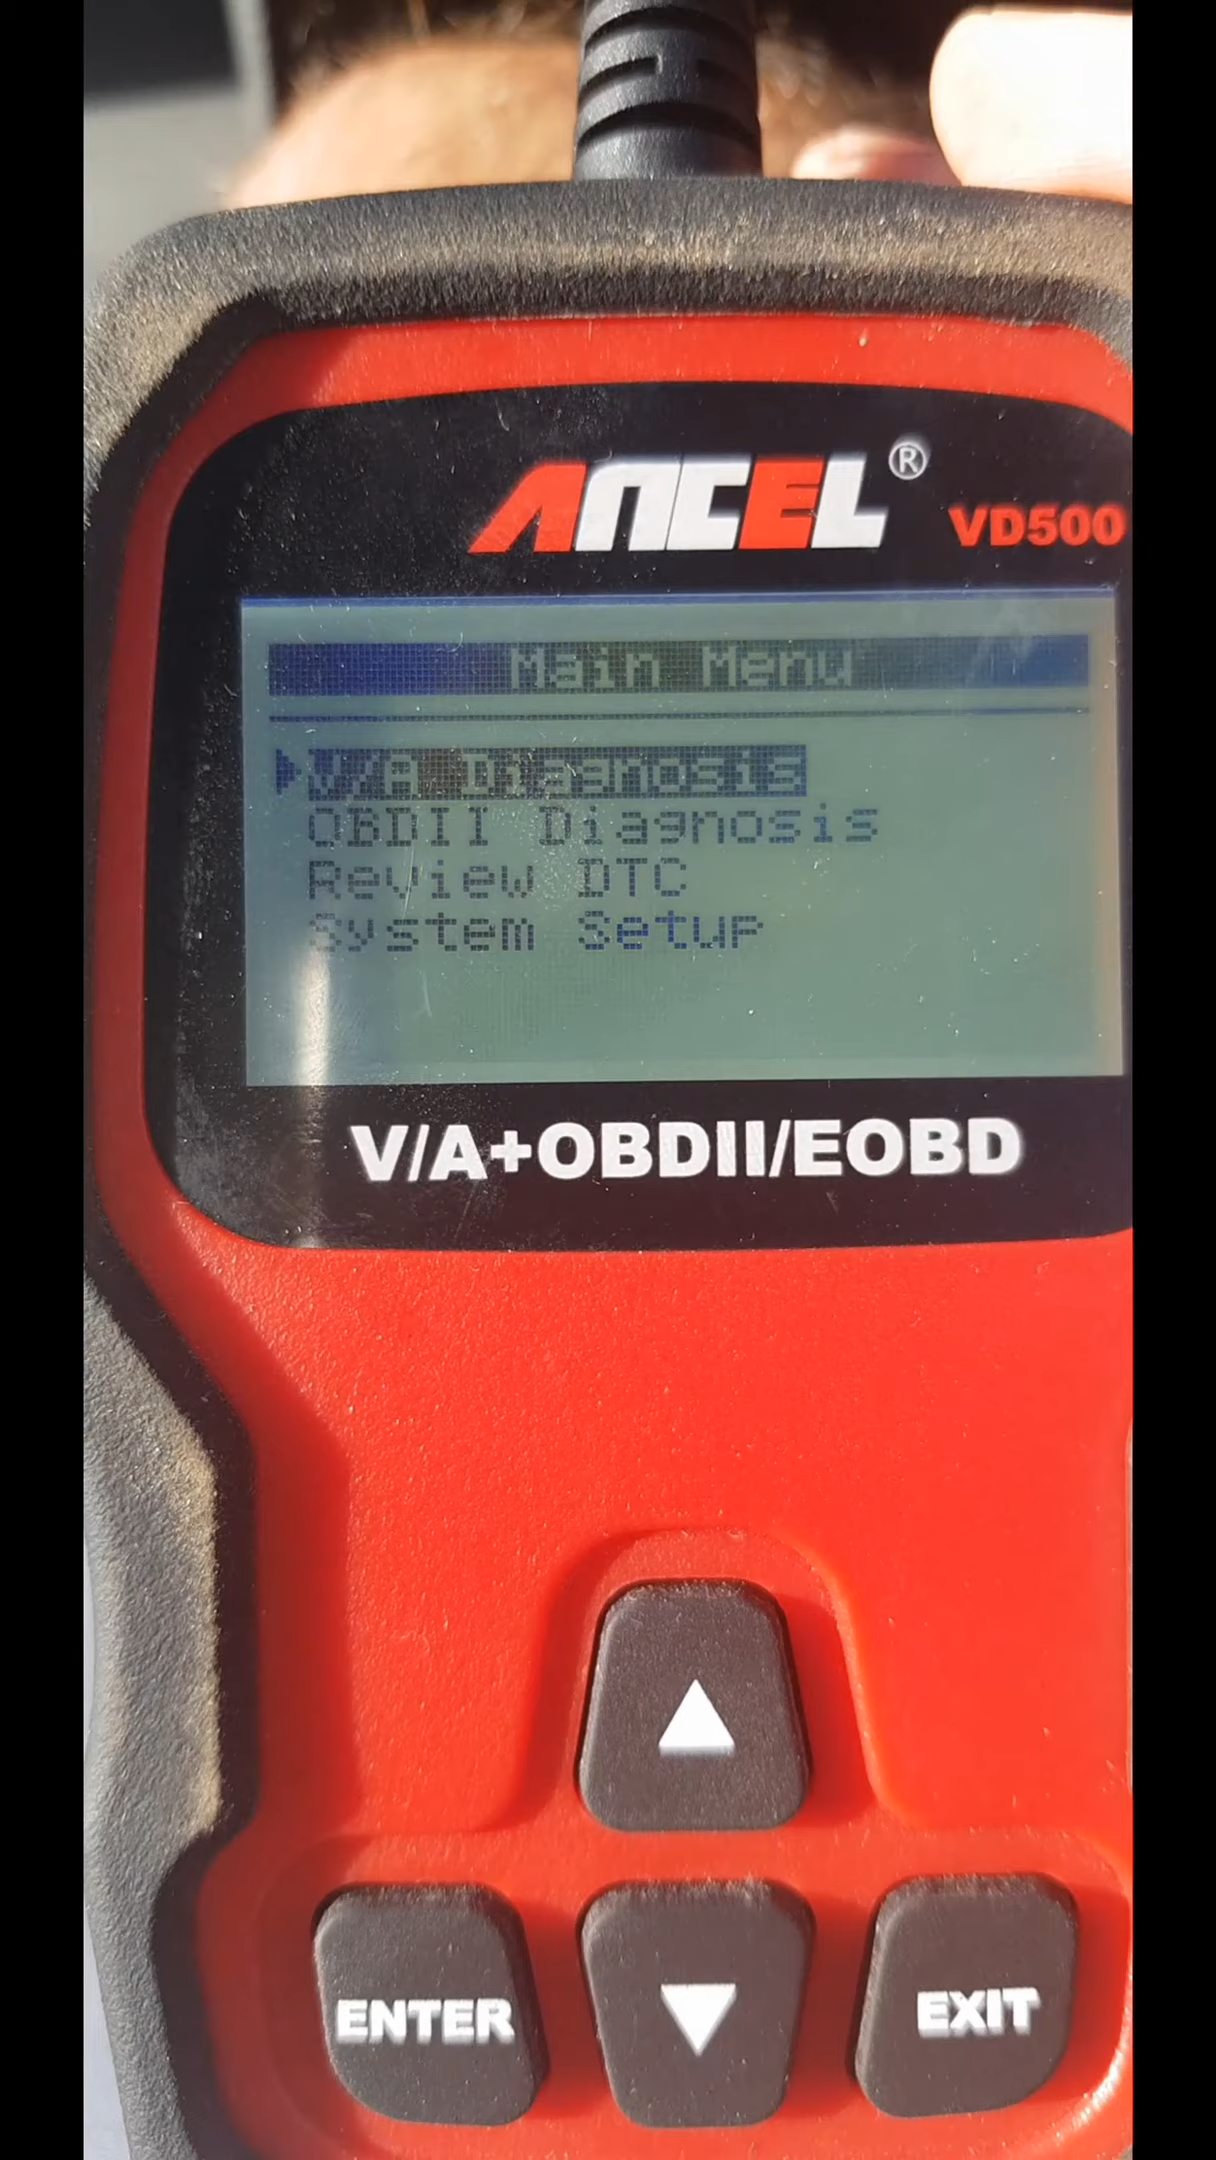 ANCEL®
VD500
Main Menu
V/A Diagnosis
OBDII Diagnosis
Review DTC
System Setup
V/A+OBDII/EOBD
ENTER
EXIT